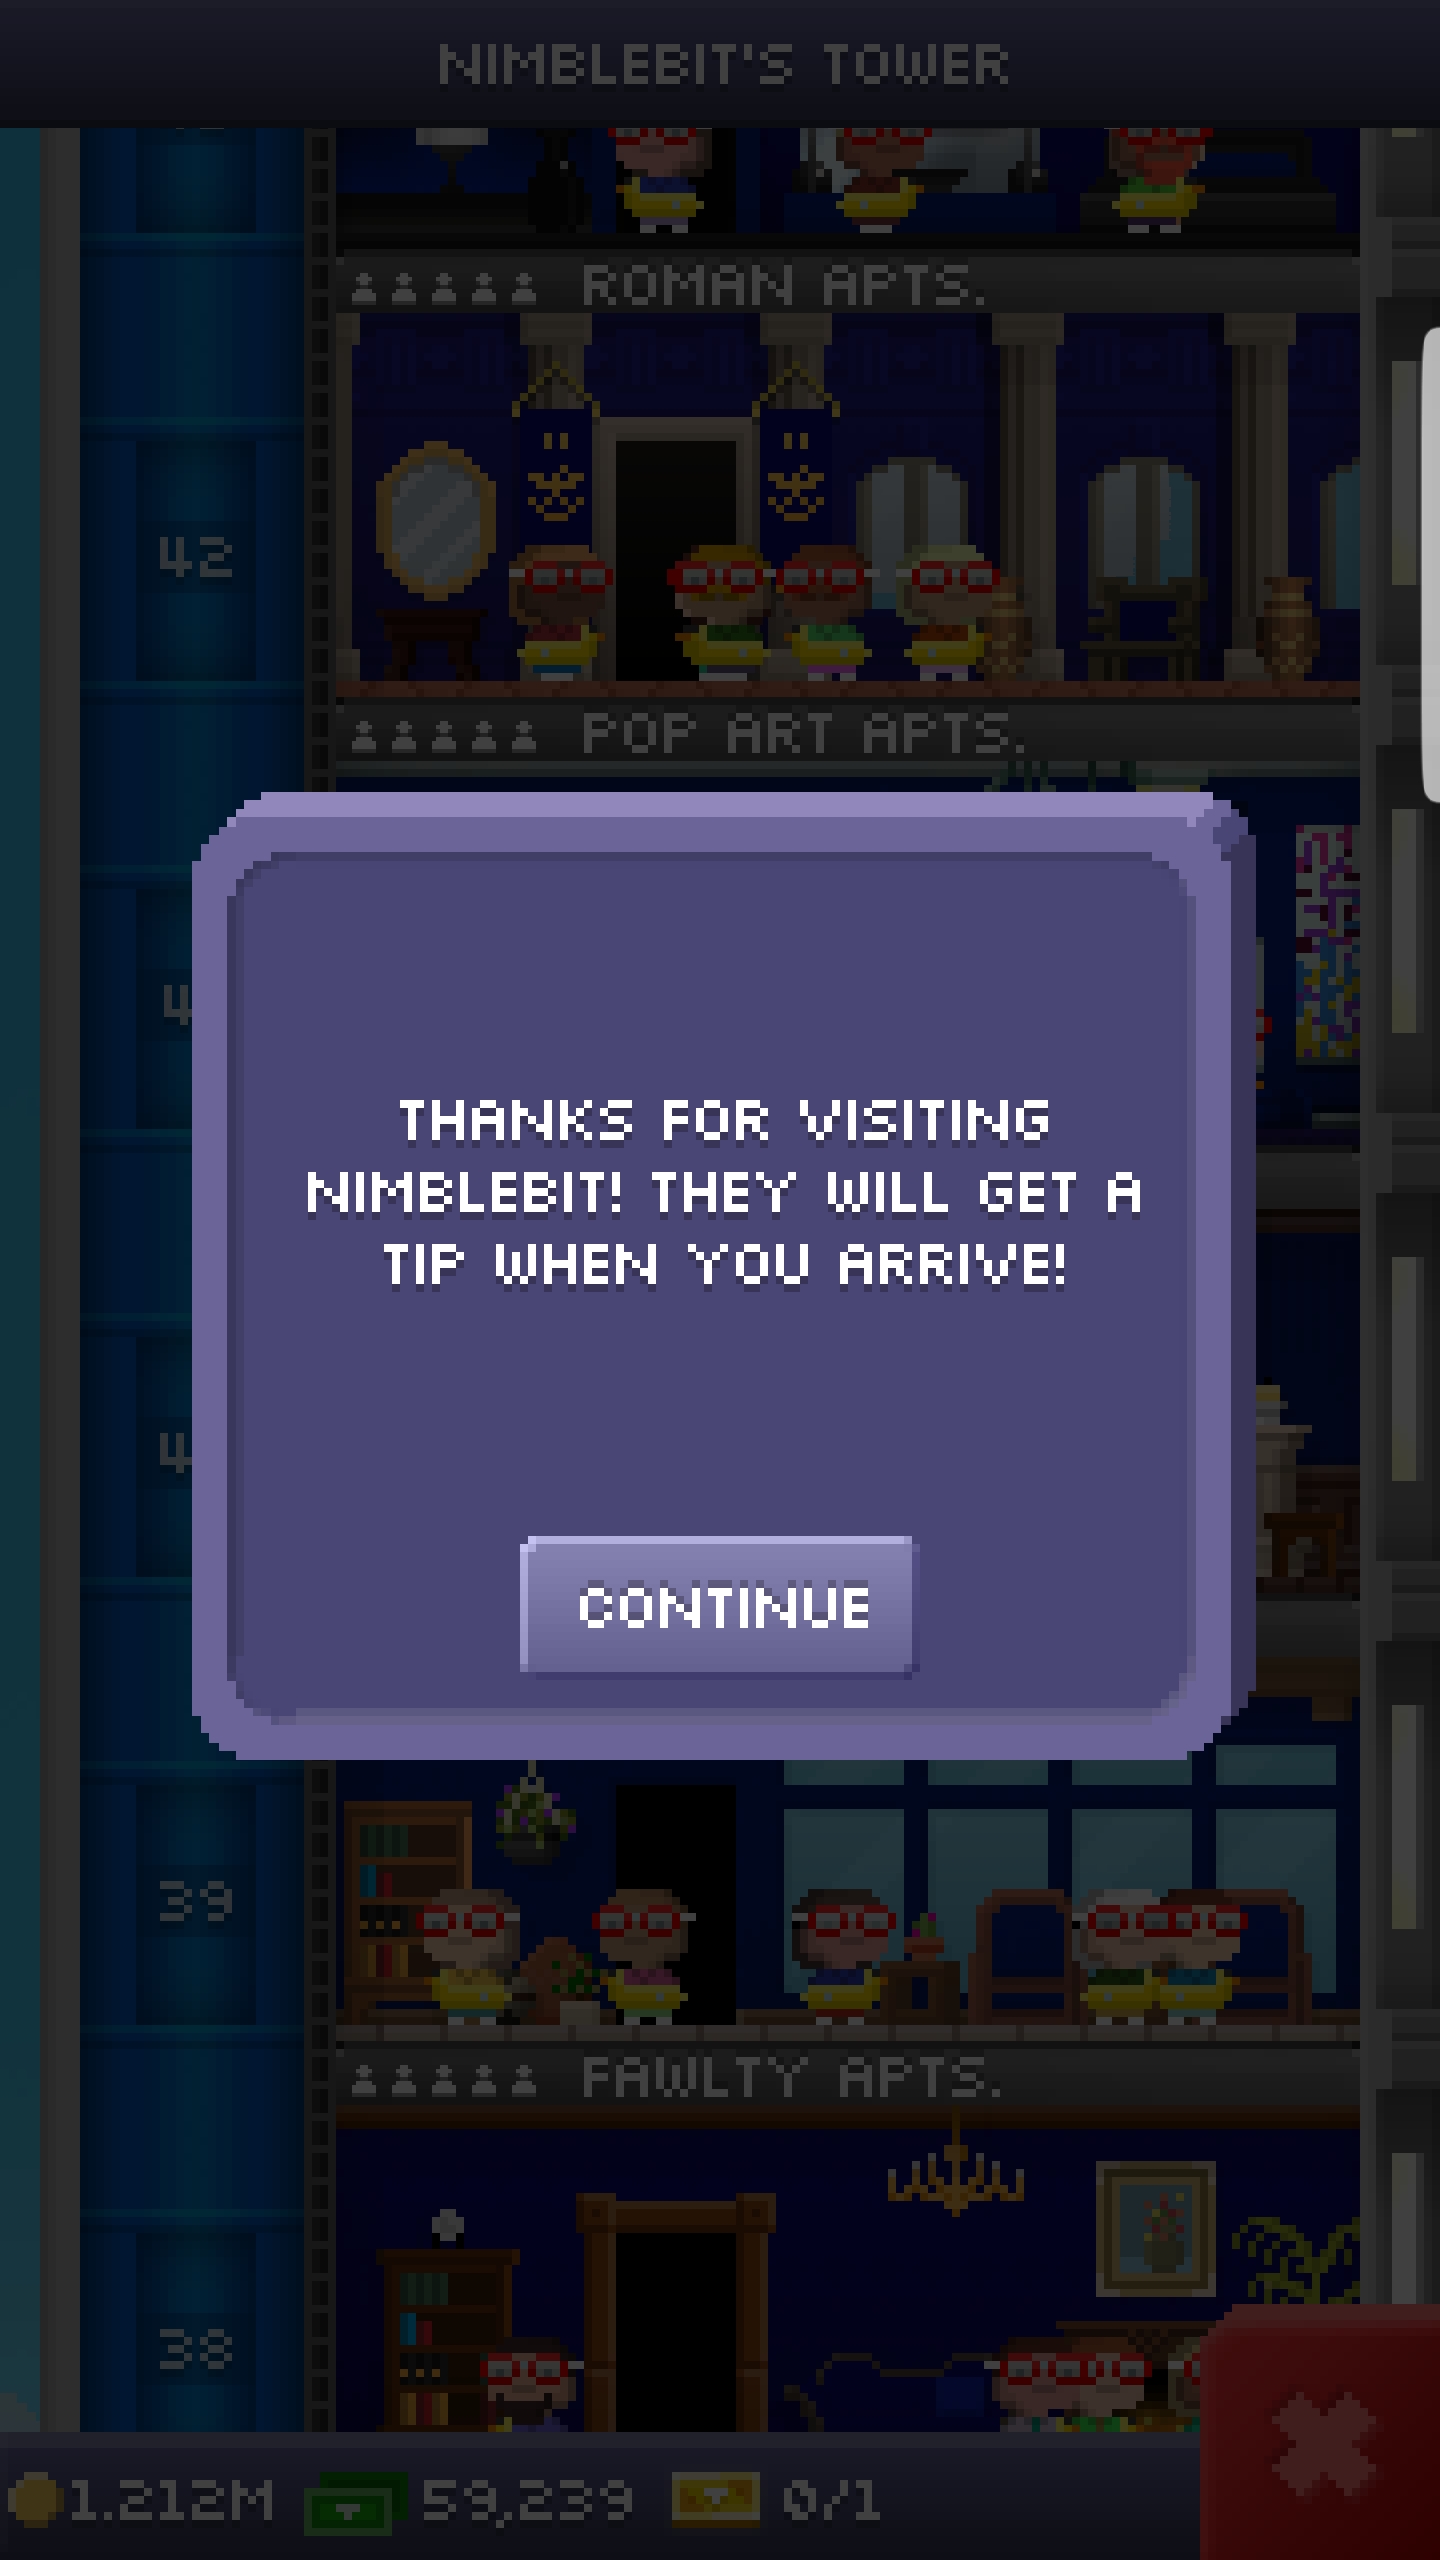 NIMBLEBIT'S TOWER
ROMAN APTS.
42
POP ART APTS.
THANKS FOR VISITING
NIMBLEBIT! THEY WILL GET A
TIP WHEN YOU ARRIVE!
CONTINUE
39
FAWLTY APTS.
38
1.212M 59,239 0/1